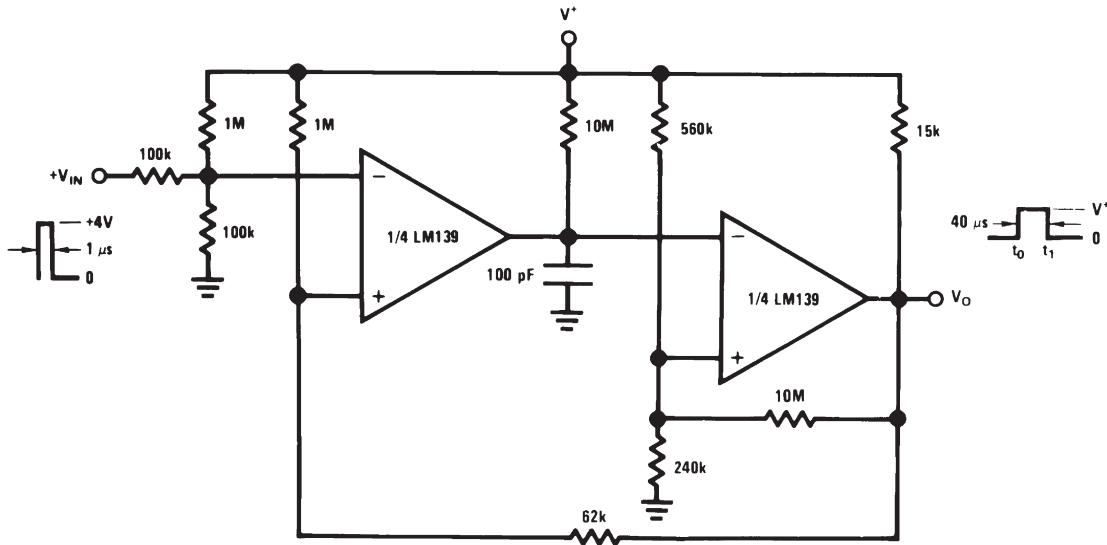 V⁺
1M
1M
10M
560k
15k
100k
+V_IN
−
+4V
1 µs
0
100k
1/4 LM139
+
100 pF
−
1/4 LM139
+
V_O
40 µs
V⁺
0
t₀
t₁
10M
240k
62k